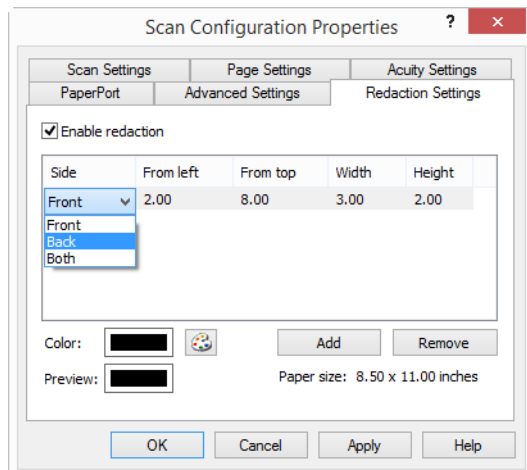 Scan Configuration Properties ? ×
Scan Settings Page Settings Acuity Settings
PaperPort Advanced Settings Redaction Settings
Enable redaction
Side From left From top Width Height
Front 2.00 8.00 3.00 2.00
Front
Back
Both
Color: Add Remove
Preview: Paper size: 8.50 x 11.00 inches
OK Cancel Apply Help